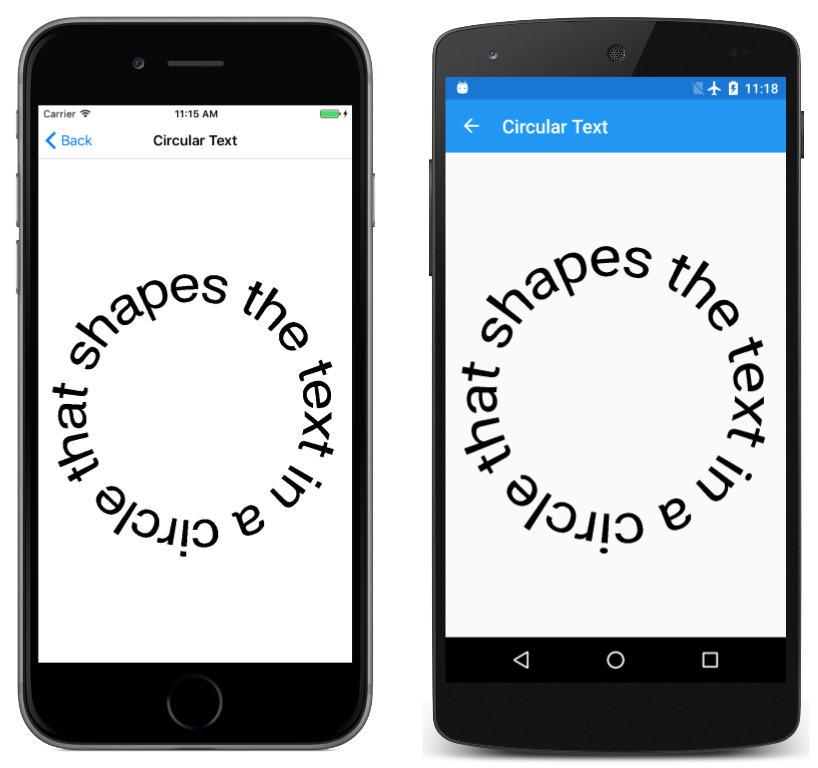 Carrier 11:15 AM
Back Circular Text
that shapes the text in a circle
11:18
Circular Text
that shapes the text in a circle